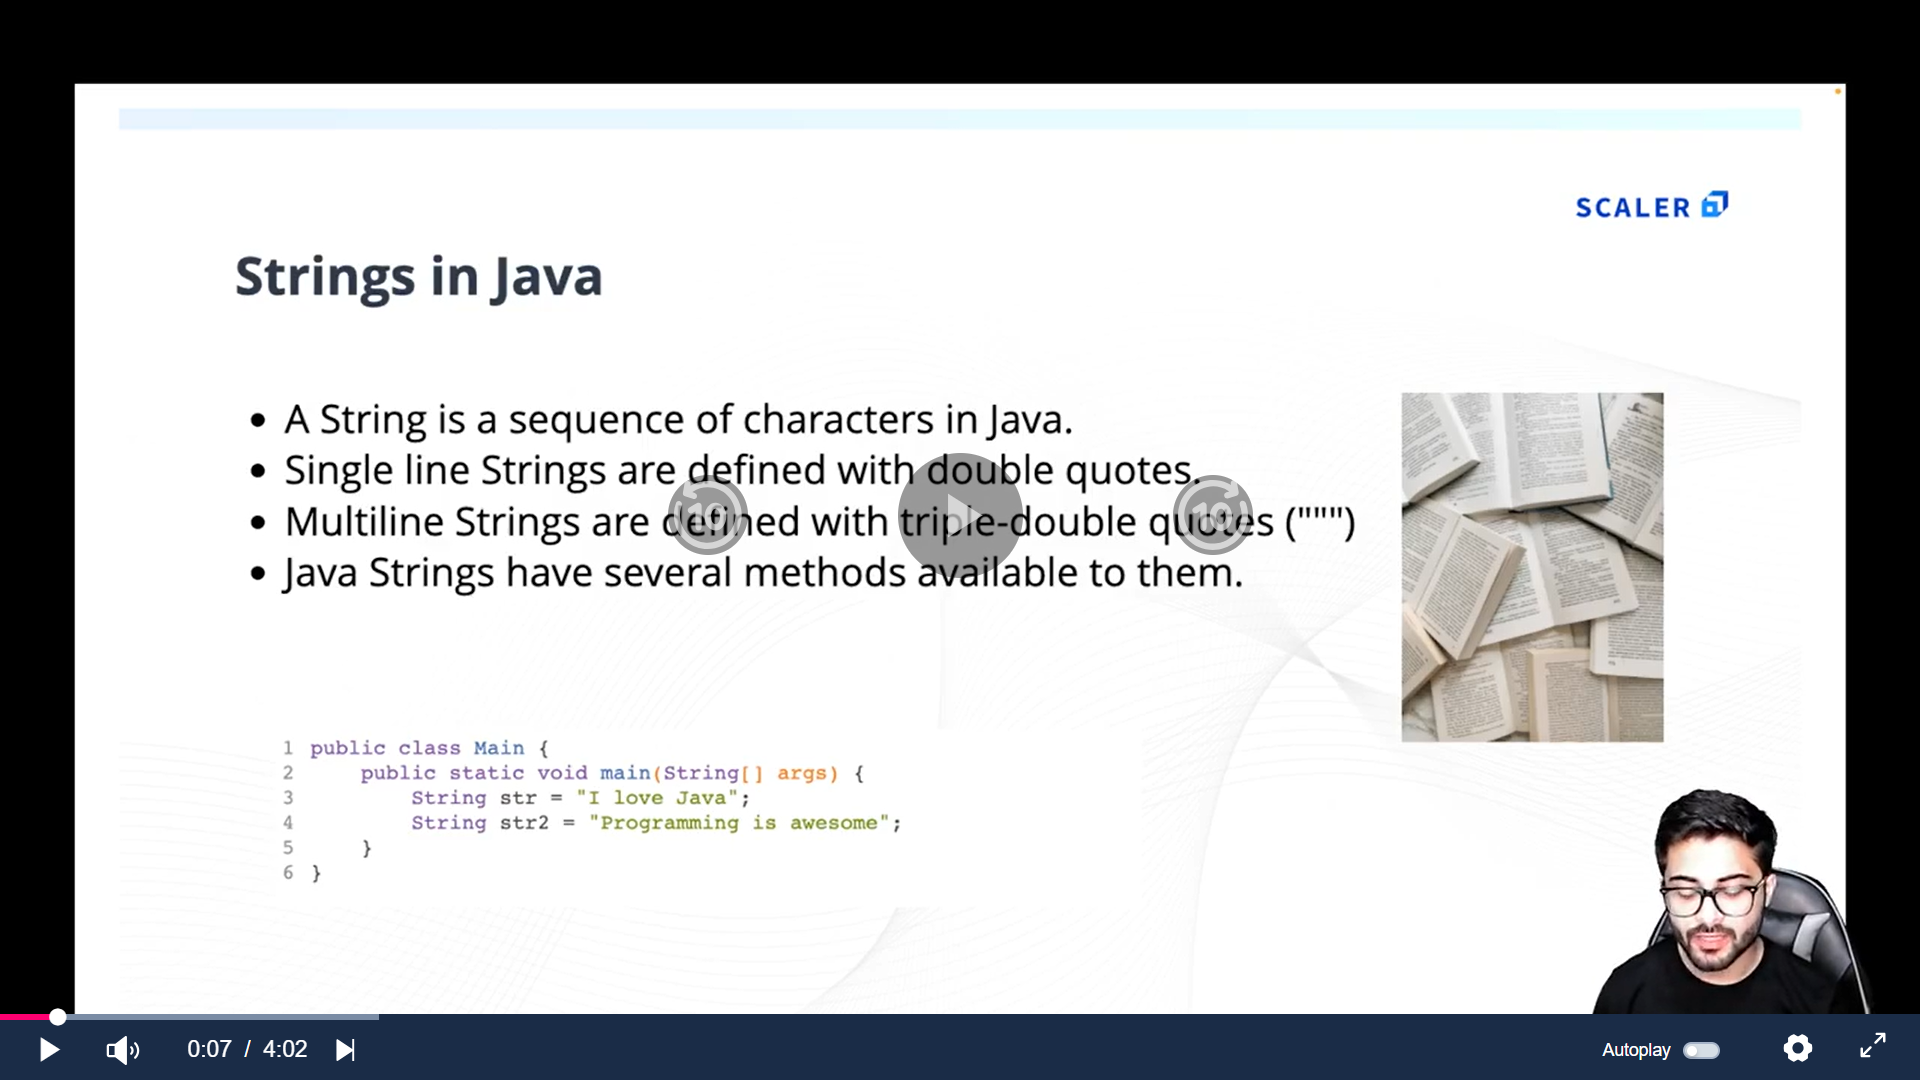 SCALER
Strings in Java
• A String is a sequence of characters in Java.
• Single line Strings are defined with double quotes.
• Multiline Strings are defined with triple-double quotes (""")
• Java Strings have several methods available to them.
10
10
1 public class Main {
2     public static void main(String[] args) {
3         String str = "I love Java";
4         String str2 = "Programming is awesome";
5     }
6 }
0:07 / 4:02
Autoplay